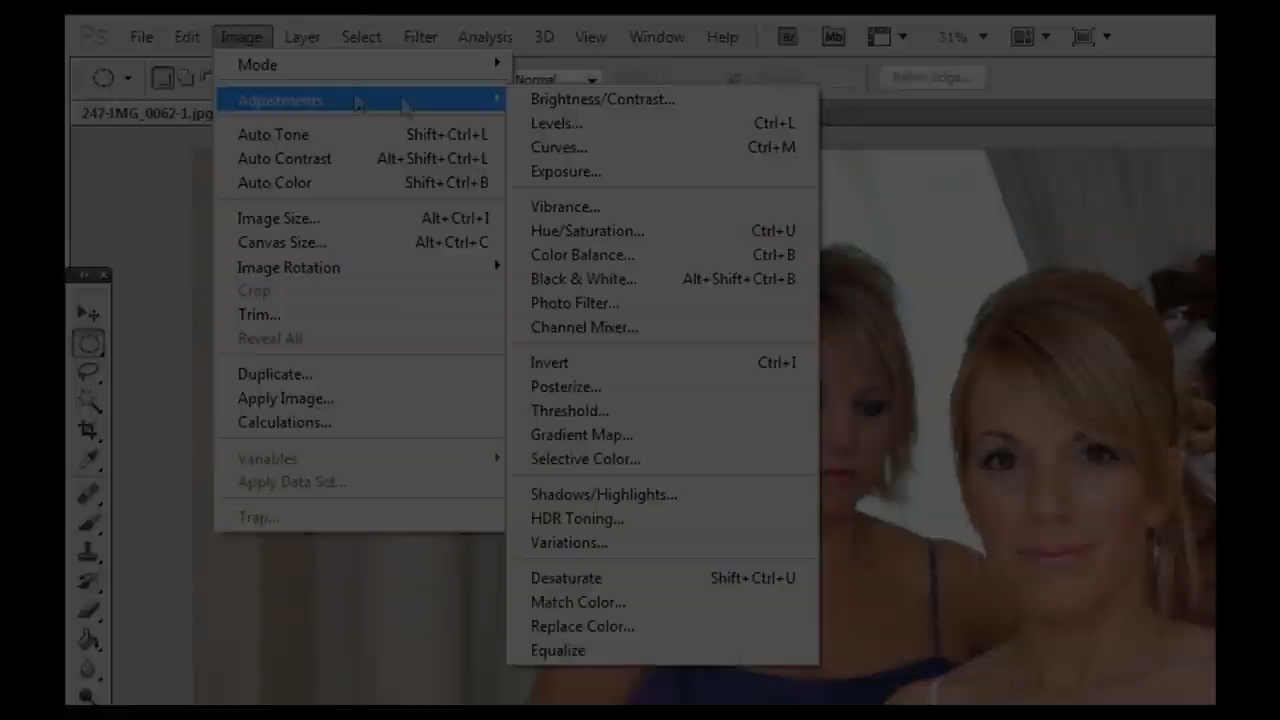 Ps File Edit Image Layer Select Filter Analysis 3D View Window Help Br Mb 31%
Normal
247-IMG_0062-1.jpg
Mode
Adjustments
Auto Tone Shift+Ctrl+L
Auto Contrast Alt+Shift+Ctrl+L
Auto Color Shift+Ctrl+B
Image Size... Alt+Ctrl+I
Canvas Size... Alt+Ctrl+C
Image Rotation
Crop
Trim...
Reveal All
Duplicate...
Apply Image...
Calculations...
Variables
Apply Data Set...
Trap...
Brightness/Contrast...
Levels... Ctrl+L
Curves... Ctrl+M
Exposure...
Vibrance...
Hue/Saturation... Ctrl+U
Color Balance... Ctrl+B
Black & White... Alt+Shift+Ctrl+B
Photo Filter...
Channel Mixer...
Invert Ctrl+I
Posterize...
Threshold...
Gradient Map...
Selective Color...
Shadows/Highlights...
HDR Toning...
Variations...
Desaturate Shift+Ctrl+U
Match Color...
Replace Color...
Equalize